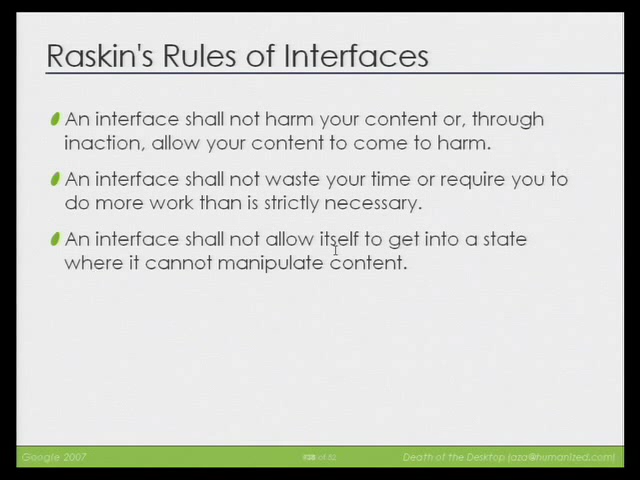 Raskin's Rules of Interfaces
An interface shall not harm your content or, through
inaction, allow your content to come to harm.
An interface shall not waste your time or require you to
do more work than is strictly necessary.
An interface shall not allow itself to get into a state
where it cannot manipulate content.
Google 2007
of 52
Death of the Desktop (aza@humanized.com)